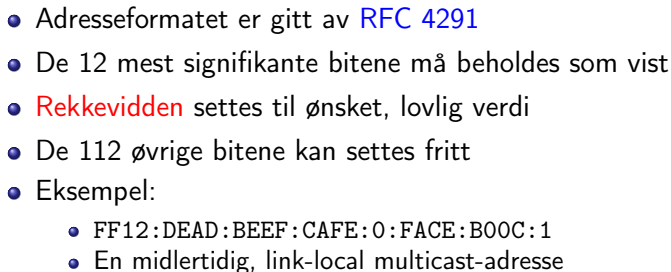 Adresseformatet er gitt av RFC 4291
De 12 mest signifikante bitene må beholdes som vist
Rekkevidden settes til ønsket, lovlig verdi
De 112 øvrige bitene kan settes fritt
Eksempel:
FF12:DEAD:BEEF:CAFE:0:FACE:B00C:1
En midlertidig, link-local multicast-adresse